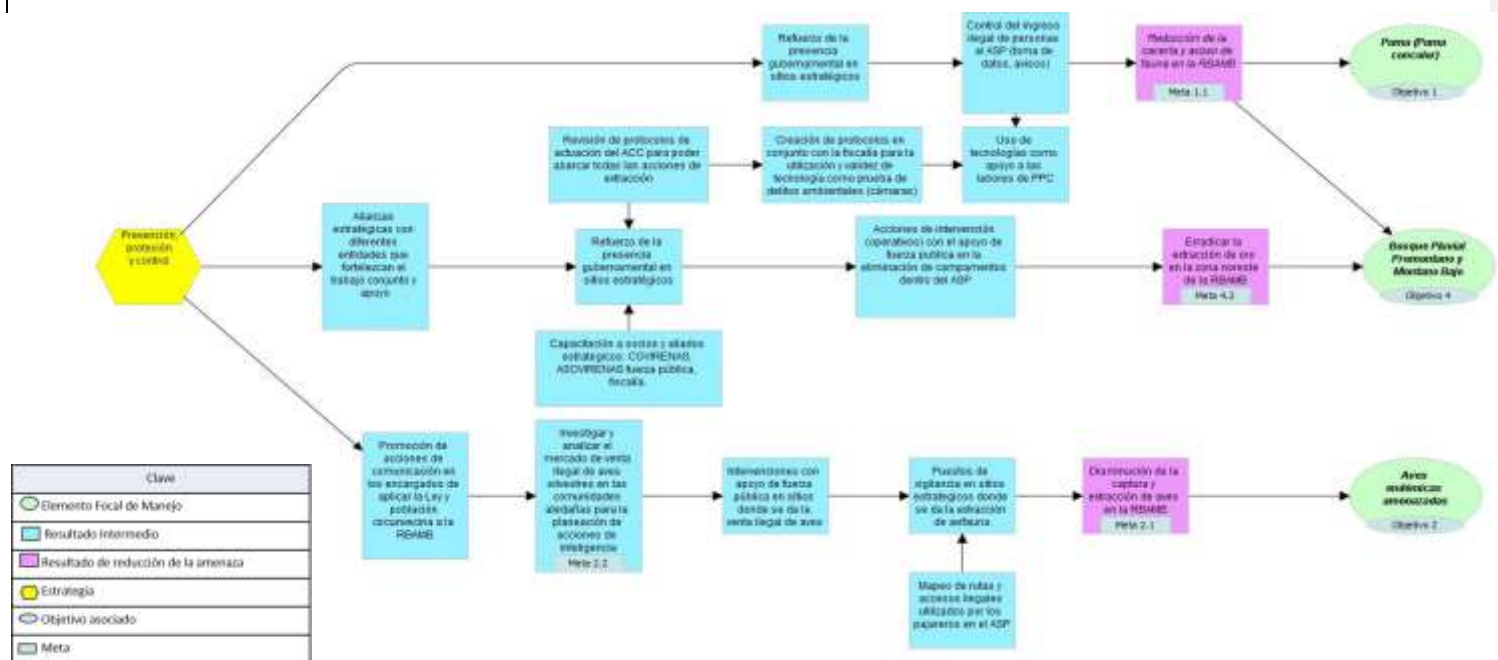 Refuerzo de la
presencia
gubernamental en
sitios estratégicos
Control del ingreso
ilegal de personas
al ASP (toma de
datos, avisos)
Reducción de la
cacería y acoso de
fauna en la RBAMB
Meta 1.1
Puma (Puma
concolor)
Objetivo 1
Revisión de protocolos de
actuación del ACC para poder
abarcar todas las acciones de
extracción
Creación de protocolos en
conjunto con la fiscalía para la
utilización y validez de
tecnología como prueba de
delitos ambientales (cámaras)
Uso de
tecnologías como
apoyo a las
labores de PPC
Prevención,
protección
y control
Alianzas
estratégicas con
diferentes
entidades que
fortalezcan el
trabajo conjunto y
apoyo
Refuerzo de la
presencia
gubernamental en
sitios estratégicos
Acciones de intervención
(operativos) con el apoyo de
fuerza pública en la
eliminación de campamentos
dentro del ASP
Erradicar la
extracción de oro
en la zona noreste
de la RBAMB
Meta 4.3
Bosque Pluvial
Premontano y
Montano Bajo
Objetivo 4
Capacitación a socios y aliados
estratégicos: COVIRENAS,
ASOVIRENAS fuerza pública,
fiscalía.
Promoción de
acciones de
comunicación en
los encargados de
aplicar la Ley y
población
circunvecina a la
RBAMB
Investigar y
analizar el
mercado de venta
ilegal de aves
silvestres en las
comunidades
aledañas para la
planeación de
acciones de
inteligencia
Meta 2.2
Intervenciones con
apoyo de fuerza
pública en sitios
donde se da la
venta ilegal de aves
Puestos de
vigilancia en sitios
estratégicos donde
se da la extracción
de avifauna
Disminución de la
captura y
extracción de aves
en la RBAMB
Meta 2.1
Aves
endémicas
amenazadas
Objetivo 2
Mapeo de rutas y
accesos ilegales
utilizados por los
pajareros en el ASP
Clave
Elemento Focal de Manejo
Resultado Intermedio
Resultado de reducción de la amenaza
Estrategia
Objetivo asociado
Meta